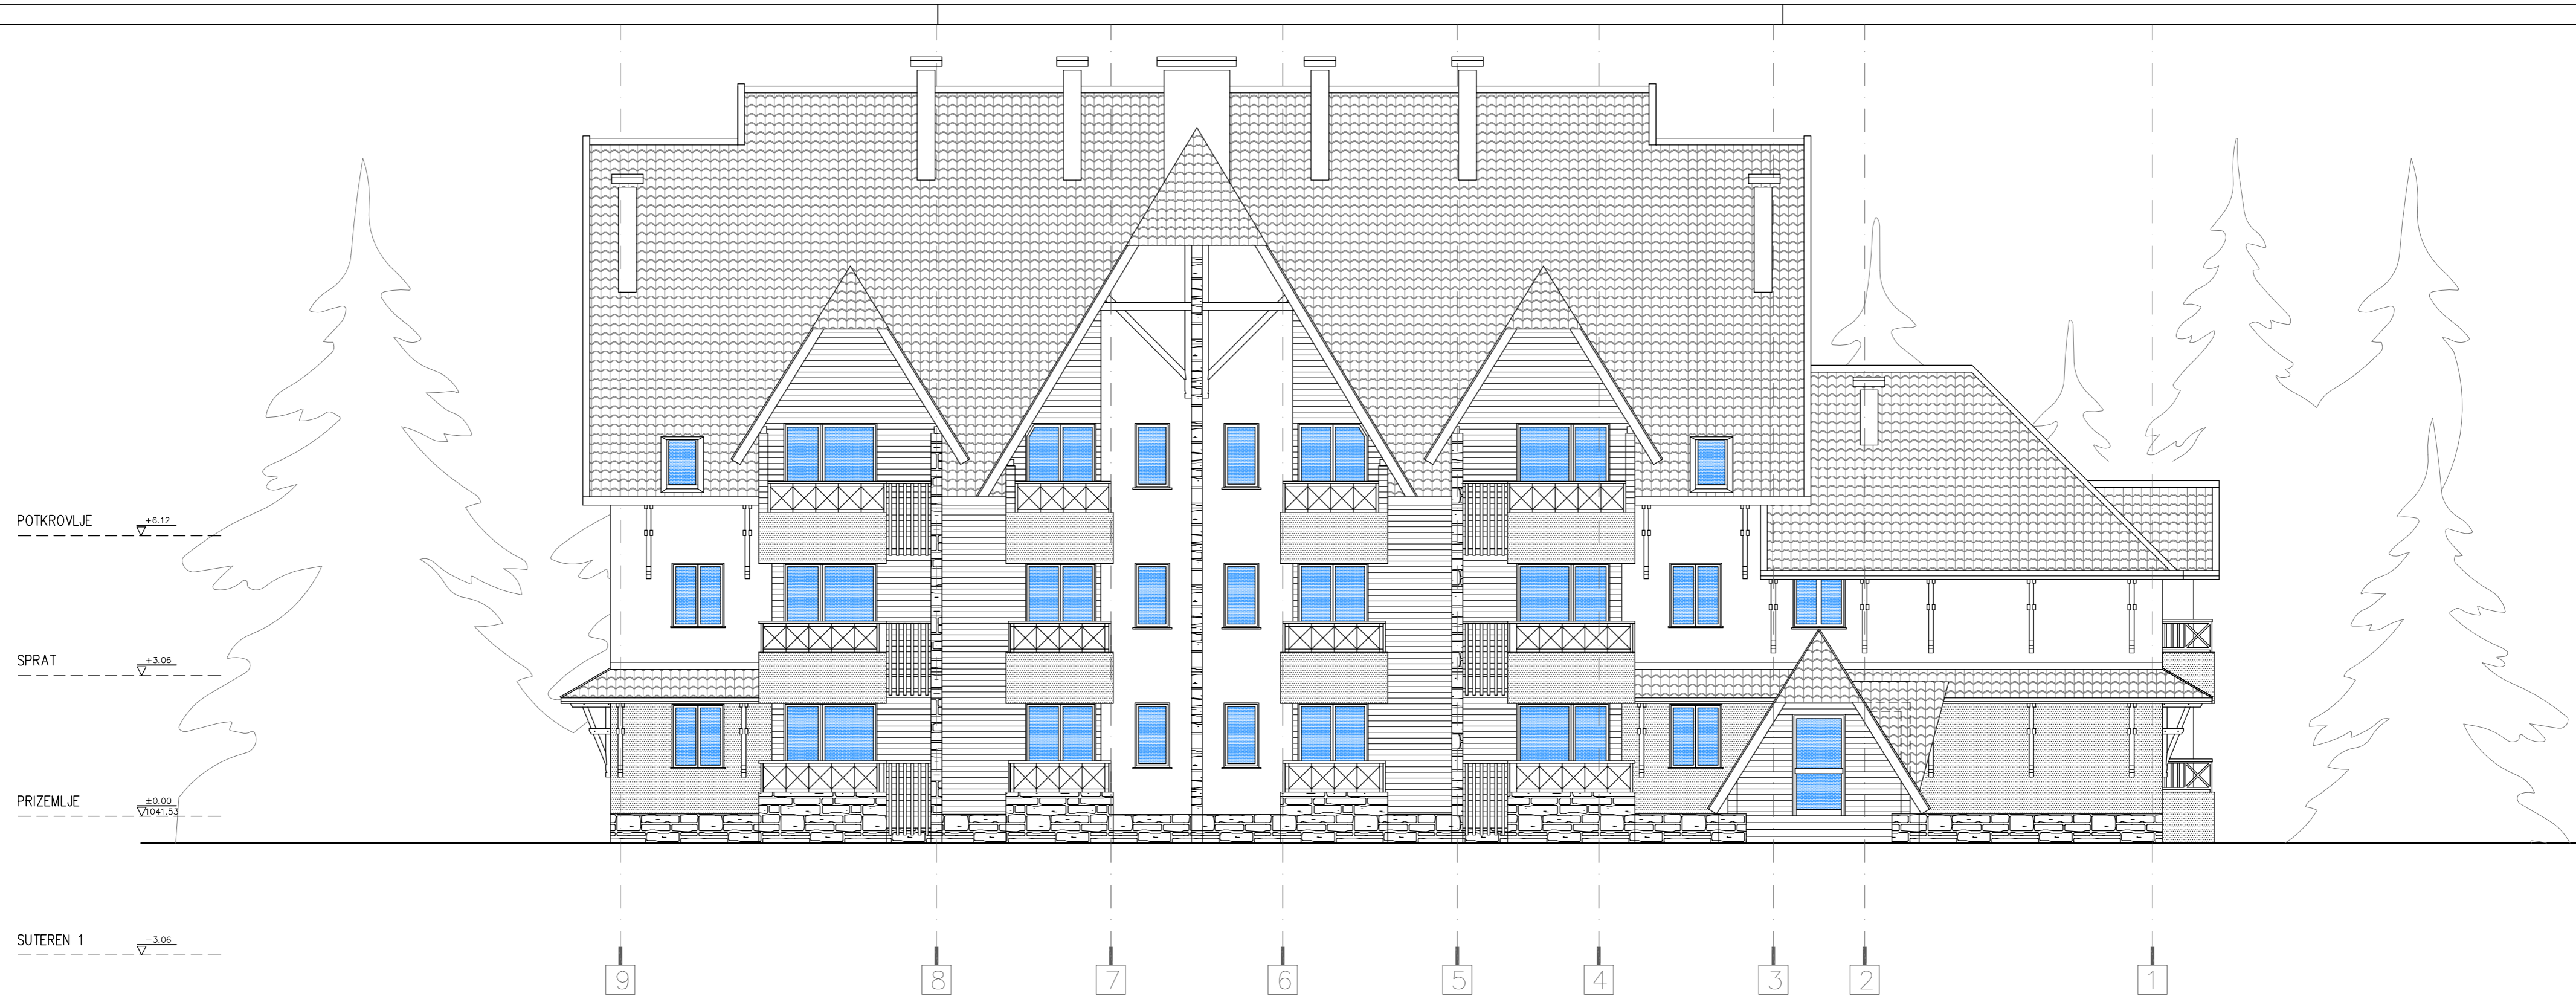 POTKROVLJE +6.12
SPRAT +3.06
PRIZEMLJE ±0.00
1041.53
SUTEREN 1 -3.06
9 8 7 6 5 4 3 2 1